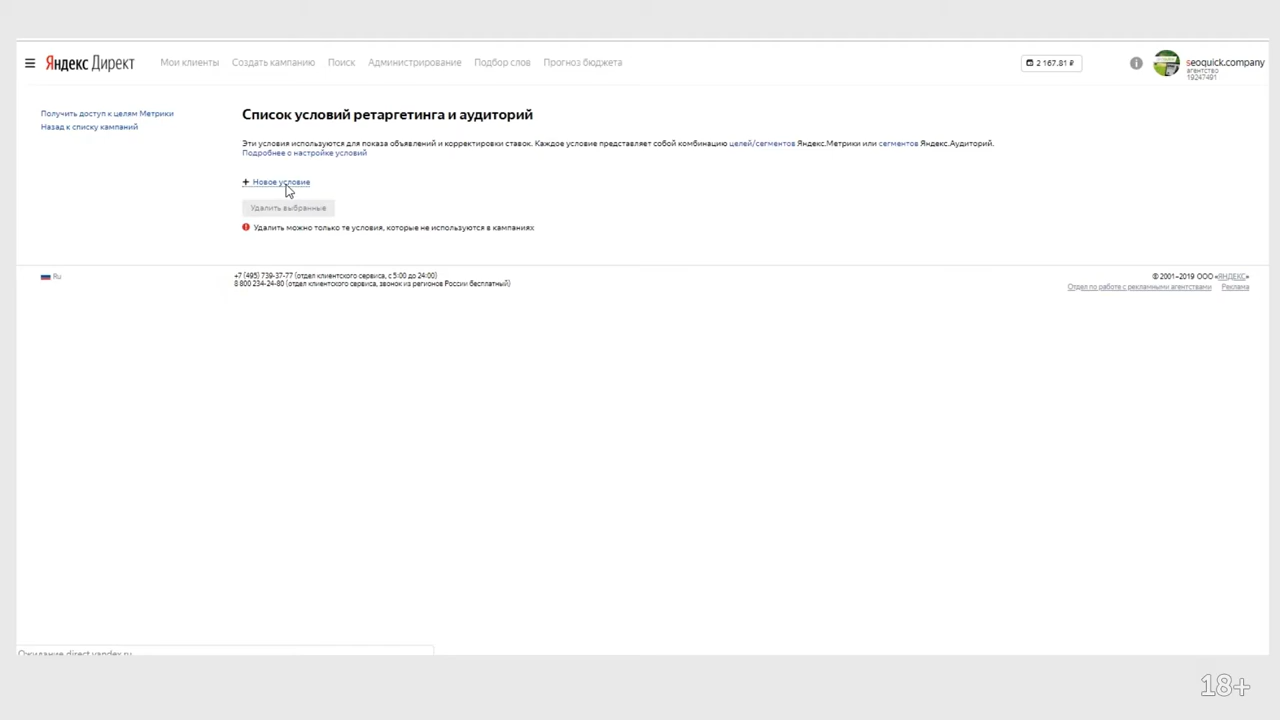 Яндекс Директ Мои клиенты Создать кампанию Поиск Администрирование Подбор слов Прогноз бюджета 2 167.81 ₽ seoquick.company
агентство
19247491
Получить доступ к целям Метрики
Назад к списку кампаний
Список условий ретаргетинга и аудиторий
Эти условия используются для показа объявлений и корректировки ставок. Каждое условие представляет собой комбинацию целей/сегментов Яндекс.Метрики или сегментов Яндекс.Аудиторий.
Подробнее о настройке условий
+ Новое условие
Удалить выбранные
Удалить можно только те условия, которые не используются в кампаниях
Ru
+7 (495) 739-37-77 (отдел клиентского сервиса, с 5:00 до 24:00)
8 800 234-24-80 (отдел клиентского сервиса, звонок из регионов России бесплатный)
© 2001–2019 ООО «ЯНДЕКС»
Отдел по работе с рекламными агентствами Реклама
Ожидание direct.yandex.ru
18+